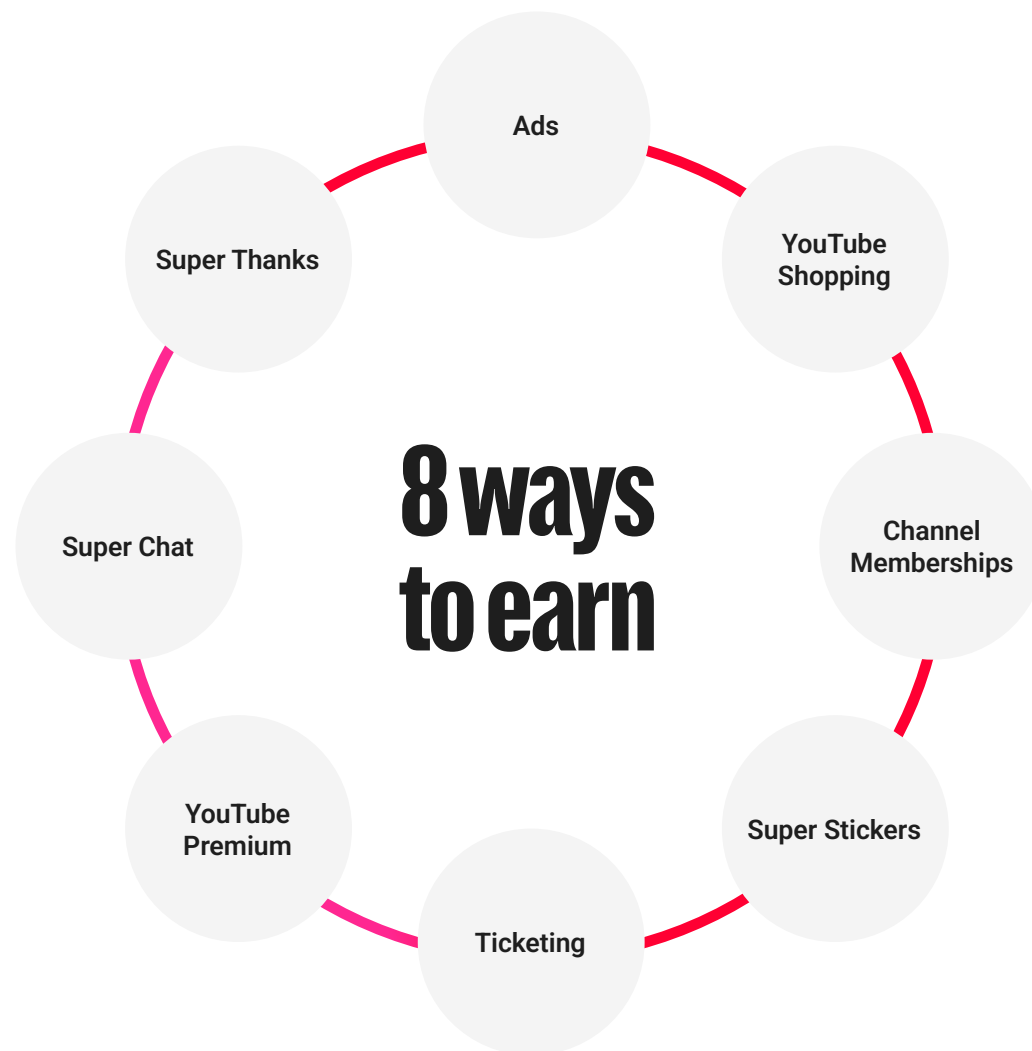 Ads
YouTube
Shopping
Channel
Memberships
Super Stickers
Ticketing
YouTube
Premium
Super Chat
Super Thanks
8 ways
to earn